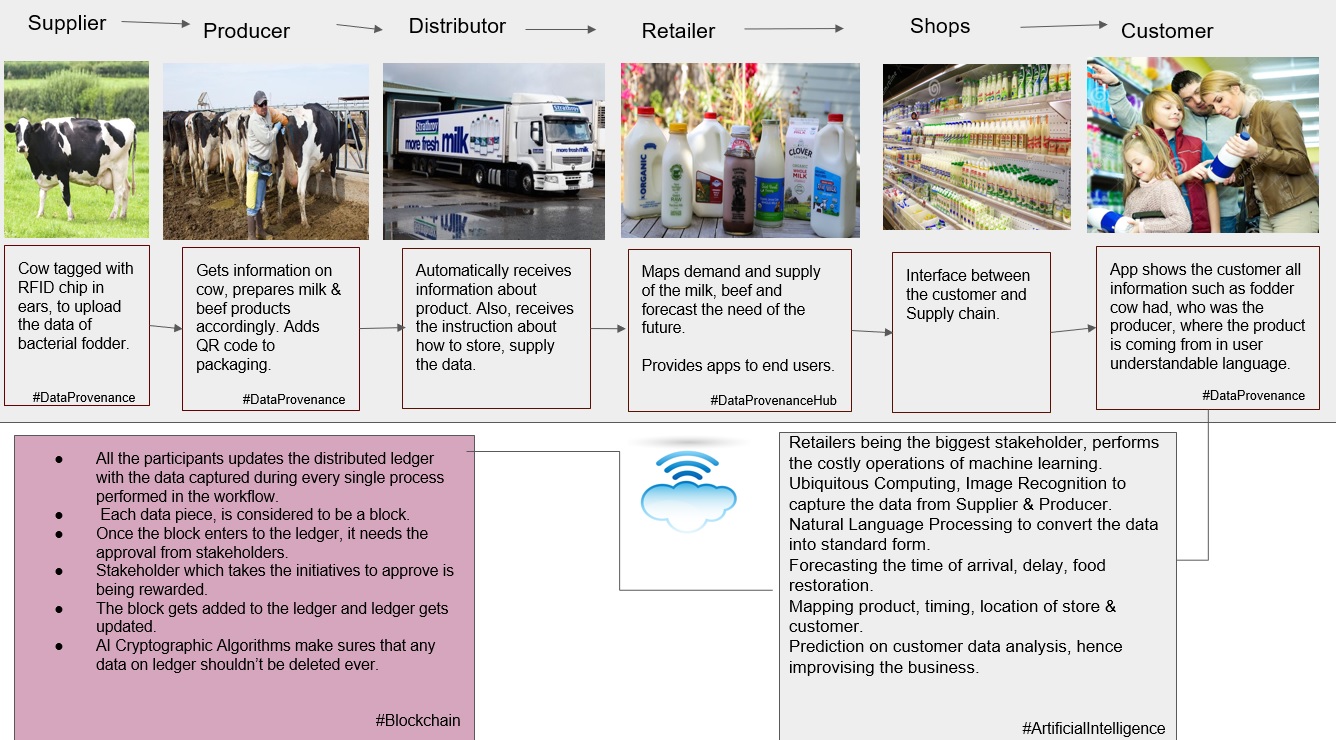 Supplier
Producer
Distributor
Retailer
Shops
Customer
Strathroy
more fresh milk
Strathroy
more fresh milk
ORGANIC
CLOVER
WHOLE
MILK
dreamstime
Cow tagged with
RFID chip in
ears, to upload
the data of
bacterial fodder.
#DataProvenance
Gets information on
cow, prepares milk &
beef products
accordingly. Adds
QR code to
packaging.
#DataProvenance
Automatically receives
information about
product. Also, receives
the instruction about
how to store, supply
the data.
Maps demand and supply
of the milk, beef and
forecast the need of the
future.
Provides apps to end users.
#DataProvenanceHub
Interface between
the customer and
Supply chain.
App shows the customer all
information such as fodder
cow had, who was the
producer, where the product
is coming from in user
understandable language.
#DataProvenance
● All the participants updates the distributed ledger
with the data captured during every single process
performed in the workflow.
● Each data piece, is considered to be a block.
● Once the block enters to the ledger, it needs the
approval from stakeholders.
● Stakeholder which takes the initiatives to approve is
being rewarded.
● The block gets added to the ledger and ledger gets
updated.
● AI Cryptographic Algorithms make sures that any
data on ledger shouldn’t be deleted ever.
#Blockchain
Retailers being the biggest stakeholder, performs
the costly operations of machine learning.
Ubiquitous Computing, Image Recognition to
capture the data from Supplier & Producer.
Natural Language Processing to convert the data
into standard form.
Forecasting the time of arrival, delay, food
restoration.
Mapping product, timing, location of store &
customer.
Prediction on customer data analysis, hence
improvising the business.
#ArtificialIntelligence